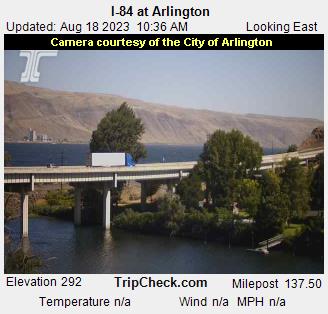 I-84 at Arlington
Updated: Aug 18 2023 10:36 AM Looking East
Camera courtesy of the City of Arlington
Elevation 292 TripCheck.com Milepost 137.50
Temperature n/a Wind n/a MPH n/a